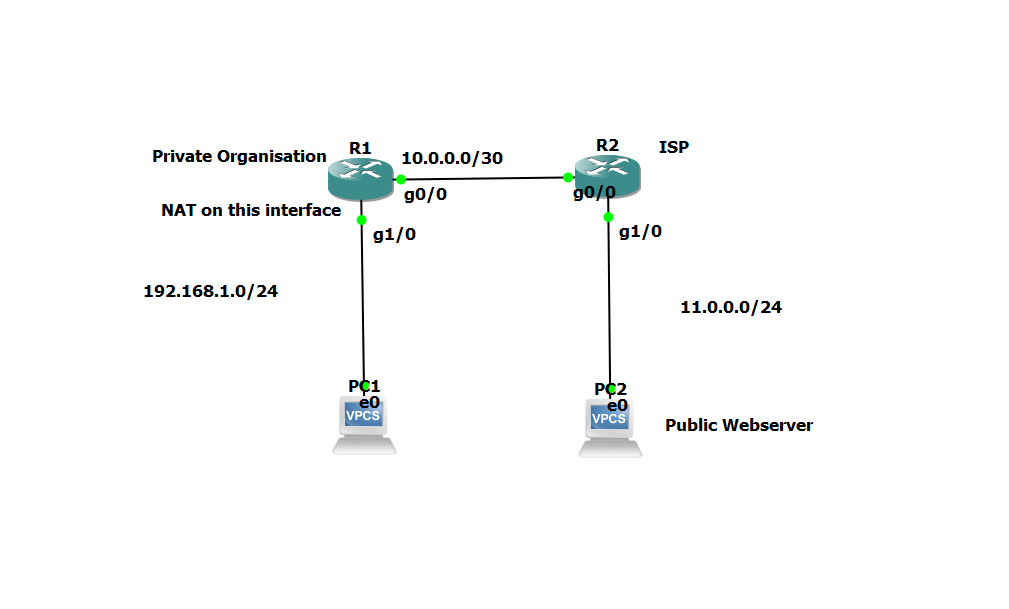 R1
R2
ISP
Private Organisation
10.0.0.0/30
g0/0
g0/0
NAT on this interface
g1/0
g1/0
192.168.1.0/24
11.0.0.0/24
PC1
e0
VPCS
PC2
e0
VPCS
Public Webserver